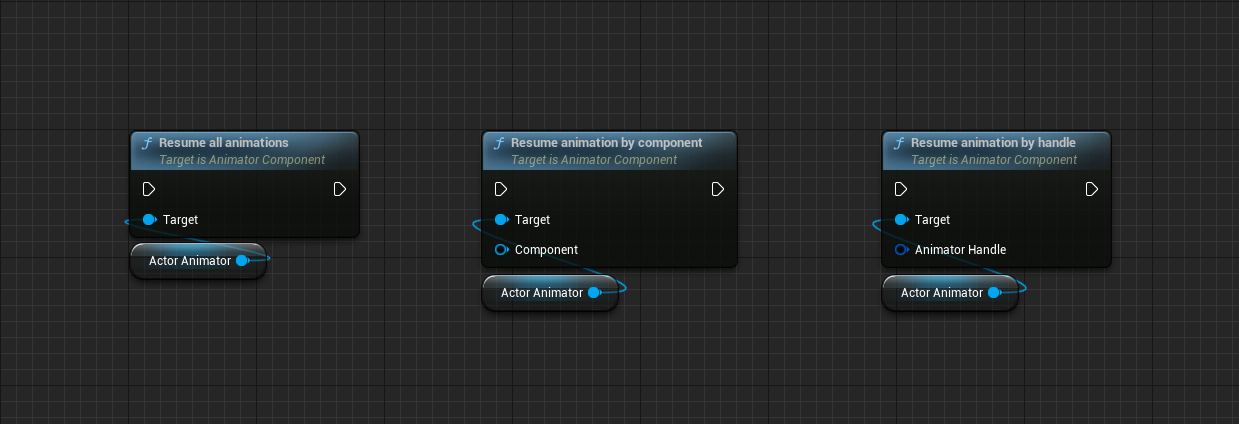 Resume all animations
Target is Animator Component
Target
Actor Animator
Resume animation by component
Target is Animator Component
Target
Component
Actor Animator
Resume animation by handle
Target is Animator Component
Target
Animator Handle
Actor Animator